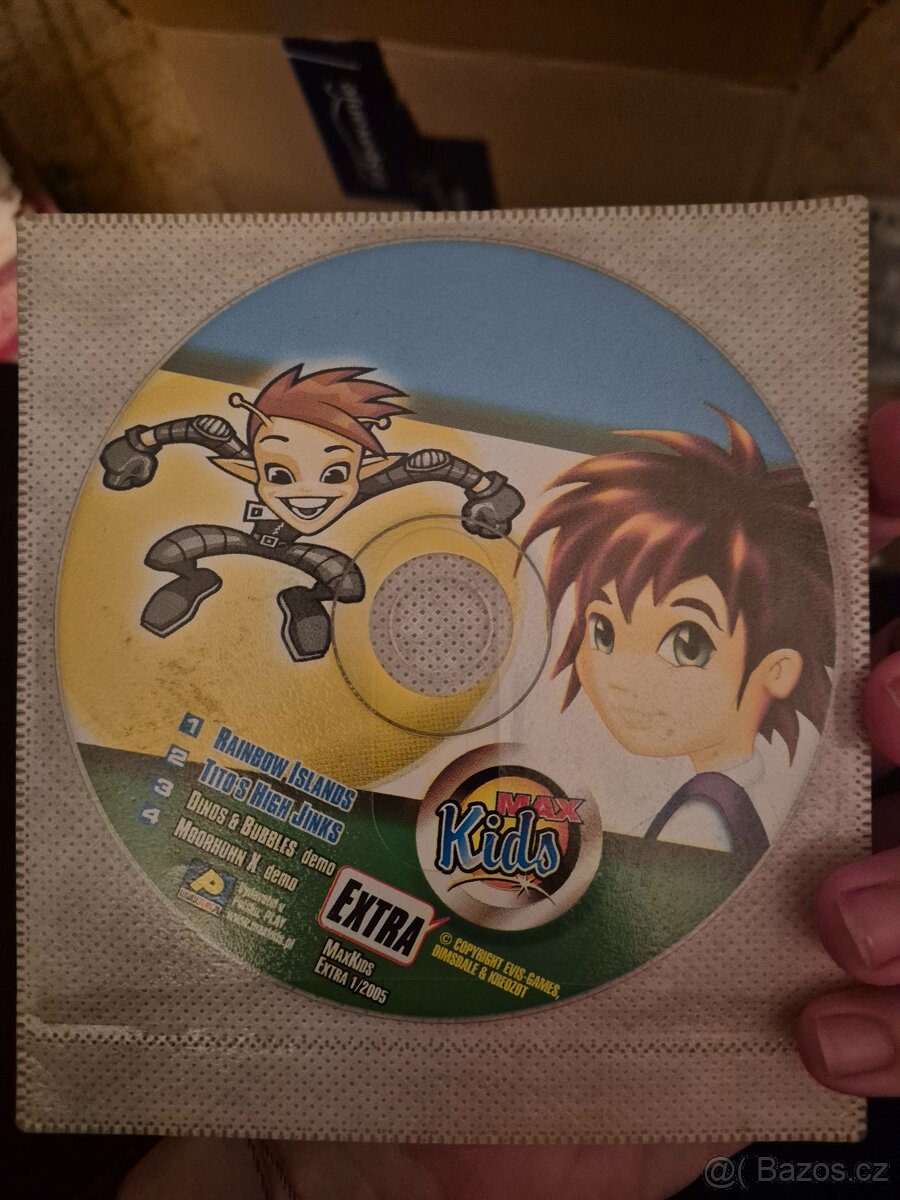 1 RAINBOW ISLANDS
2 TITO'S HIGH-JINKS
3 DINOS & BUBBLES demo
4 MOORHUHN X demo
MAX
Kids
EXTRA
MAXKIDS
EXTRA 1/2005
© COPYRIGHT EVIS-GAMES,
DIMSDALE & KREDZOT
@( Bazos.cz